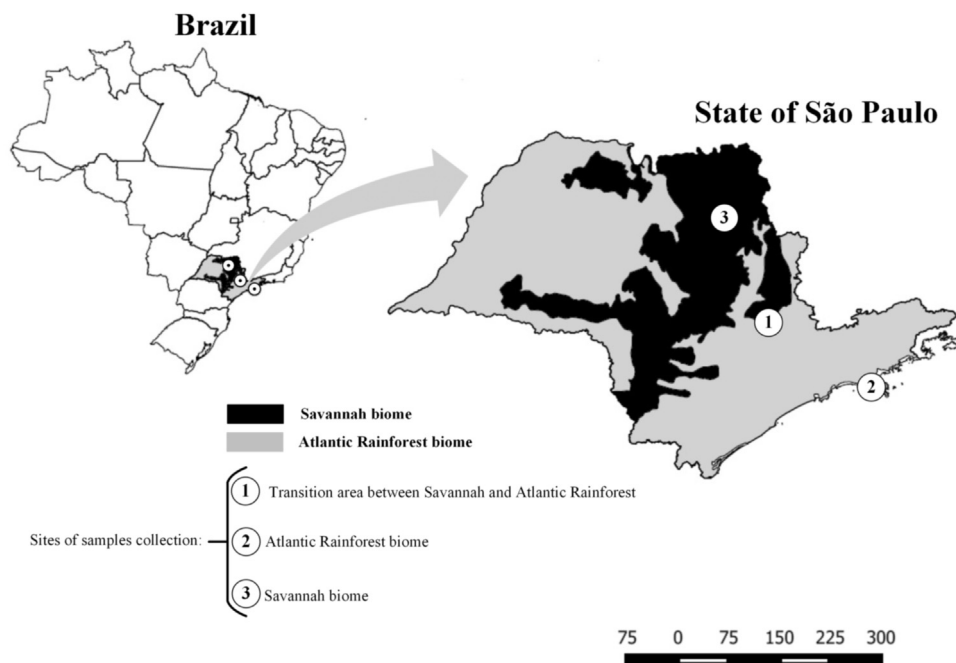 Brazil
State of São Paulo
3
1
2
Savannah biome
Atlantic Rainforest biome
Sites of samples collection:
1 Transition area between Savannah and Atlantic Rainforest
2 Atlantic Rainforest biome
3 Savannah biome
75 0 75 150 225 300